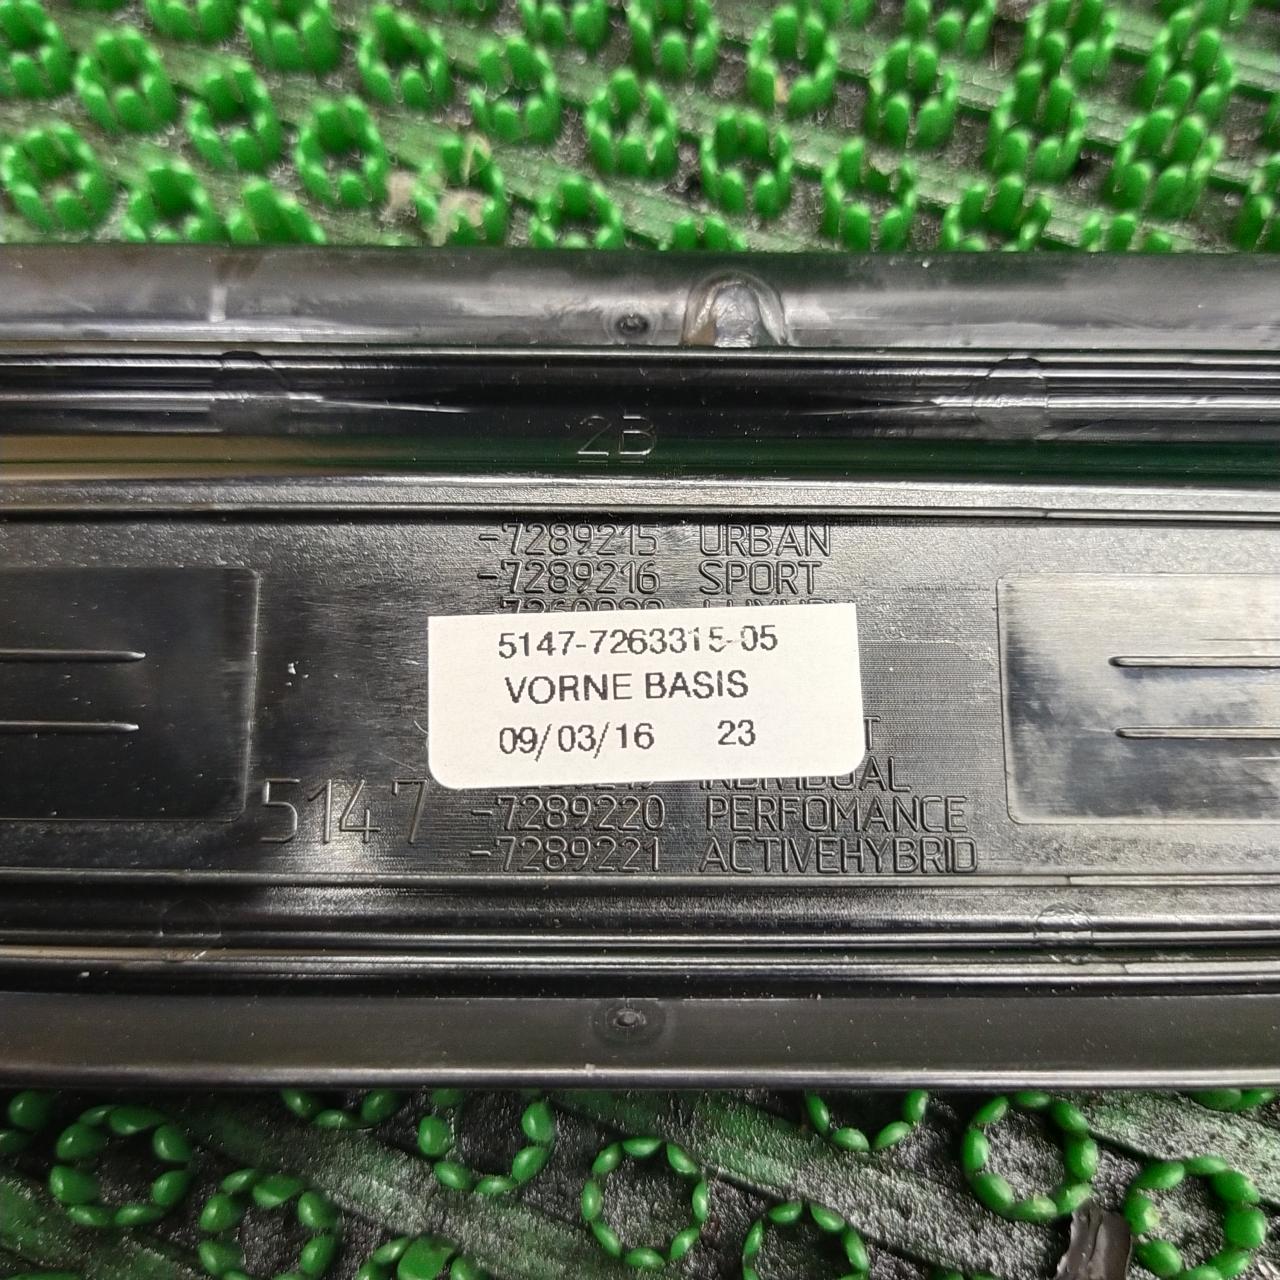 2B
-7289215 URBAN
-7289216 SPORT
5147-7263315-05
VORNE BASIS
09/03/16 23
INDIVIDUAL
5147 -7289220 PERFOMANCE
-7289221 ACTIVEHYBRID